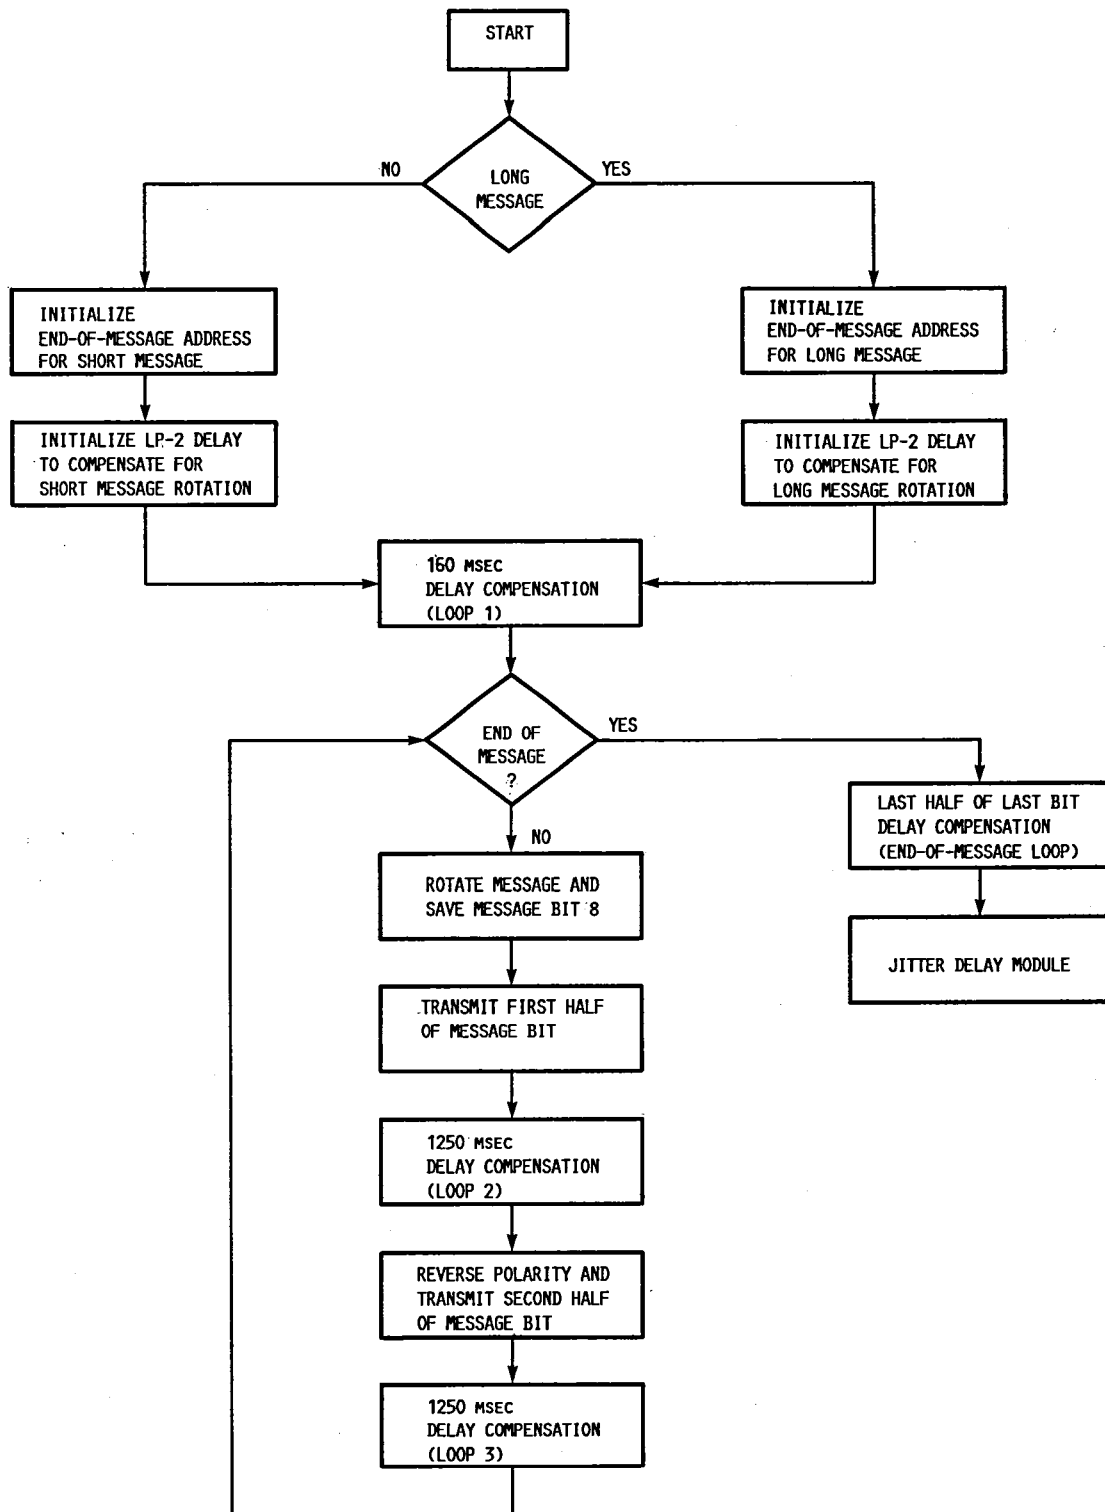 START
LONG
MESSAGE
NO
YES
INITIALIZE
END-OF-MESSAGE ADDRESS
FOR SHORT MESSAGE
INITIALIZE
END-OF-MESSAGE ADDRESS
FOR LONG MESSAGE
INITIALIZE LP-2 DELAY
TO COMPENSATE FOR
SHORT MESSAGE ROTATION
INITIALIZE LP-2 DELAY
TO COMPENSATE FOR
LONG MESSAGE ROTATION
160 MSEC
DELAY COMPENSATION
(LOOP 1)
END OF
MESSAGE
?
YES
NO
LAST HALF OF LAST BIT
DELAY COMPENSATION
(END-OF-MESSAGE LOOP)
JITTER DELAY MODULE
ROTATE MESSAGE AND
SAVE MESSAGE BIT 8
TRANSMIT FIRST HALF
OF MESSAGE BIT
1250 MSEC
DELAY COMPENSATION
(LOOP 2)
REVERSE POLARITY AND
TRANSMIT SECOND HALF
OF MESSAGE BIT
1250 MSEC
DELAY COMPENSATION
(LOOP 3)